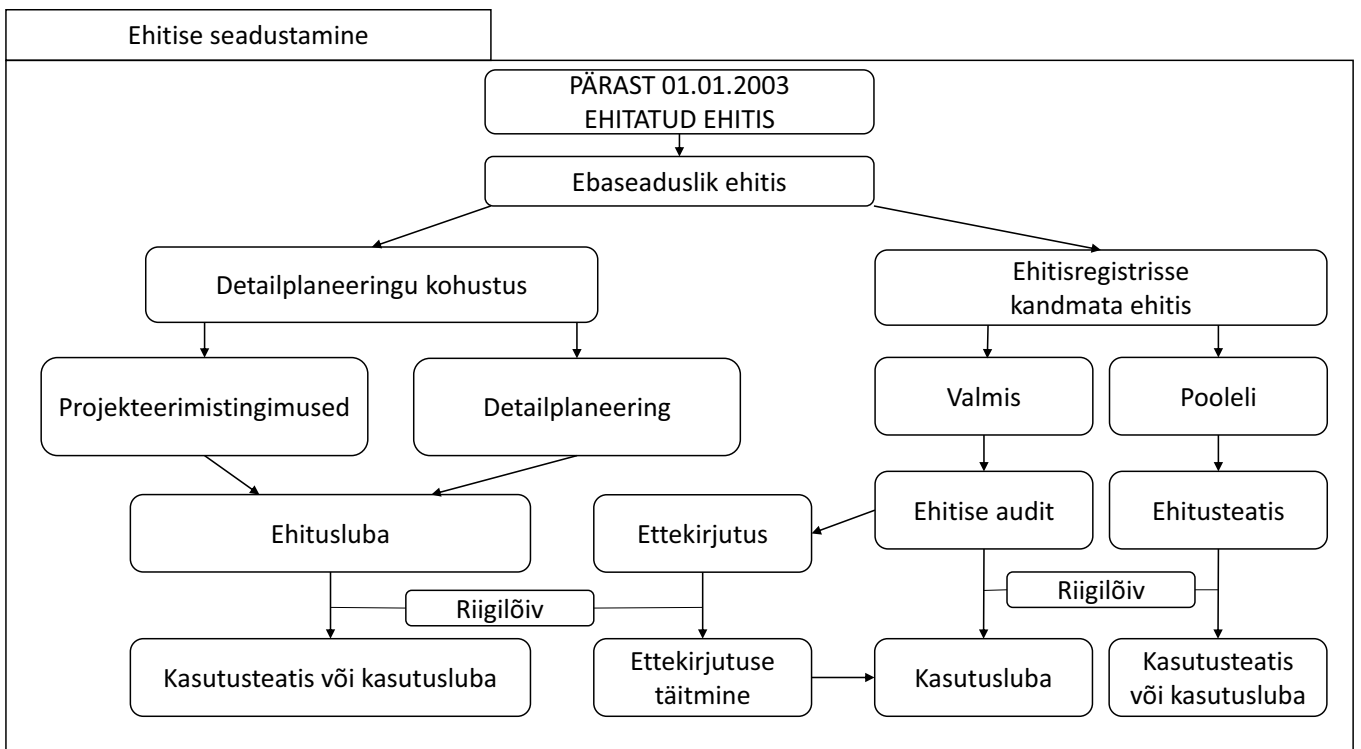 Ehitise seadustamine
PÄRAST 01.01.2003
EHITATUD EHITIS
Ebaseaduslik ehitis
Detailplaneeringu kohustus
Ehitisregistrisse
kandmata ehitis
Projekteerimistingimused
Detailplaneering
Valmis
Pooleli
Ehitusluba
Ettekirjutus
Ehitise audit
Ehitusteatis
Riigilõiv
Riigilõiv
Kasutusteatis või kasutusluba
Ettekirjutuse
täitmine
Kasutusluba
Kasutusteatis
või kasutusluba